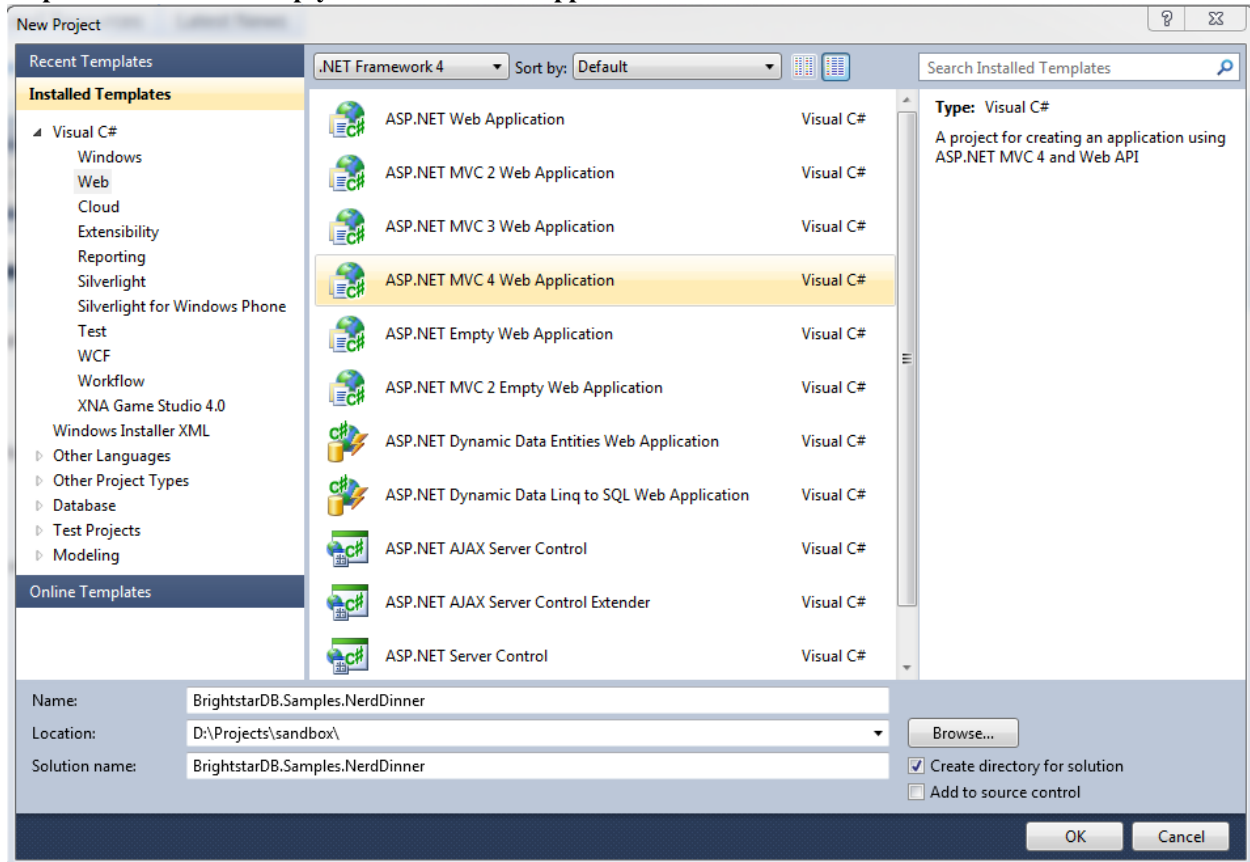 New Project
Recent Templates
Installed Templates
Visual C#
Windows
Web
Cloud
Extensibility
Reporting
Silverlight
Silverlight for Windows Phone
Test
WCF
Workflow
XNA Game Studio 4.0
Windows Installer XML
Other Languages
Other Project Types
Database
Test Projects
Modeling
Online Templates
.NET Framework 4 Sort by: Default
ASP.NET Web Application Visual C#
ASP.NET MVC 2 Web Application Visual C#
ASP.NET MVC 3 Web Application Visual C#
ASP.NET MVC 4 Web Application Visual C#
ASP.NET Empty Web Application Visual C#
ASP.NET MVC 2 Empty Web Application Visual C#
ASP.NET Dynamic Data Entities Web Application Visual C#
ASP.NET Dynamic Data Linq to SQL Web Application Visual C#
ASP.NET AJAX Server Control Visual C#
ASP.NET AJAX Server Control Extender Visual C#
ASP.NET Server Control Visual C#
Search Installed Templates
Type: Visual C#
A project for creating an application using
ASP.NET MVC 4 and Web API
Name: BrightstarDB.Samples.NerdDinner
Location: D:\Projects\sandbox\ Browse...
Solution name: BrightstarDB.Samples.NerdDinner
Create directory for solution
Add to source control
OK Cancel